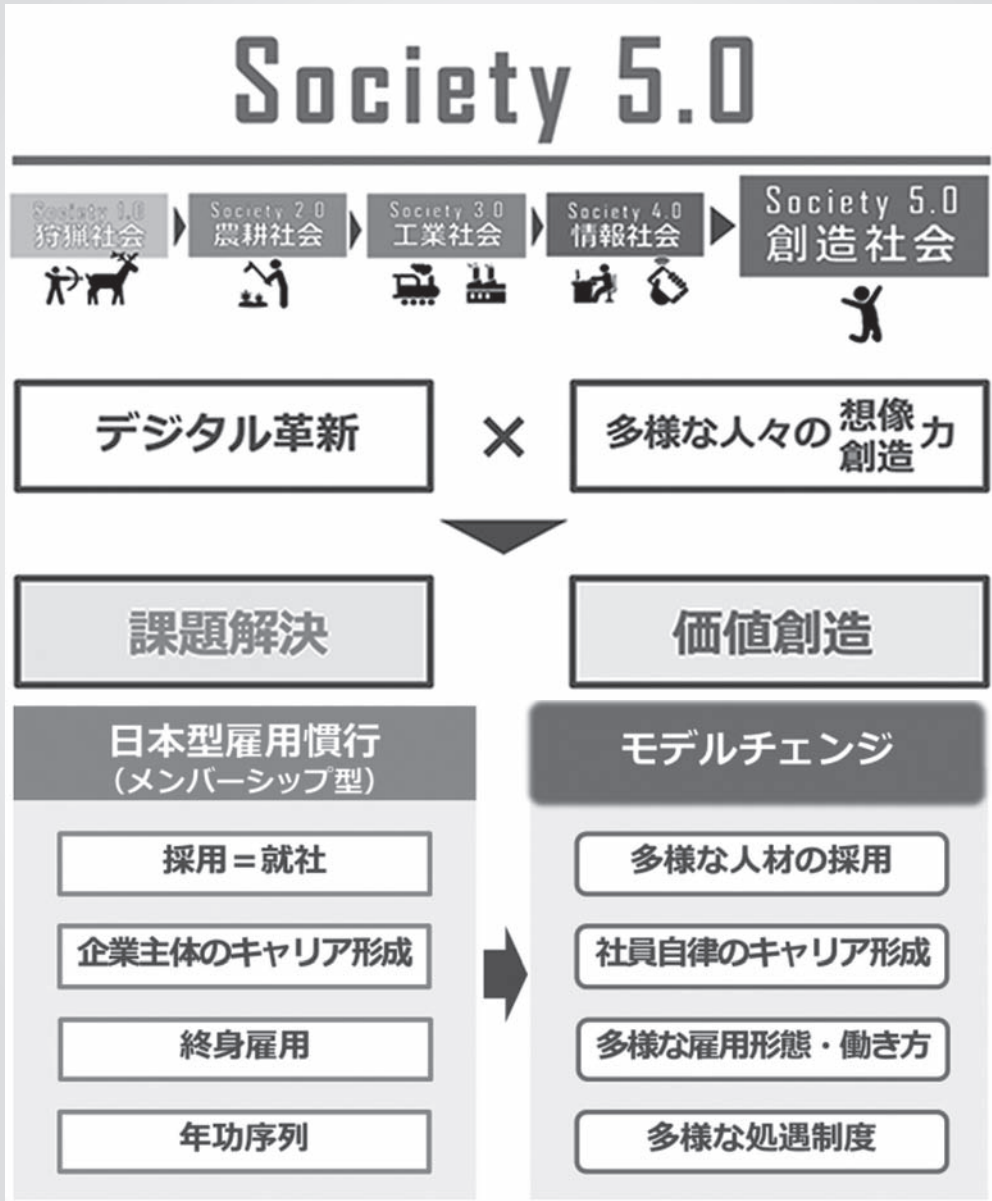 Society 5.0
Society 1.0
狩猟社会
Society 2.0
農耕社会
Society 3.0
工業社会
Society 4.0
情報社会
Society 5.0
創造社会
デジタル革新
×
多様な人々の想像力
創造
課題解決
価値創造
日本型雇用慣行
(メンバーシップ型)
採用=就社
企業主体のキャリア形成
終身雇用
年功序列
モデルチェンジ
多様な人材の採用
社員自律のキャリア形成
多様な雇用形態・働き方
多様な処遇制度